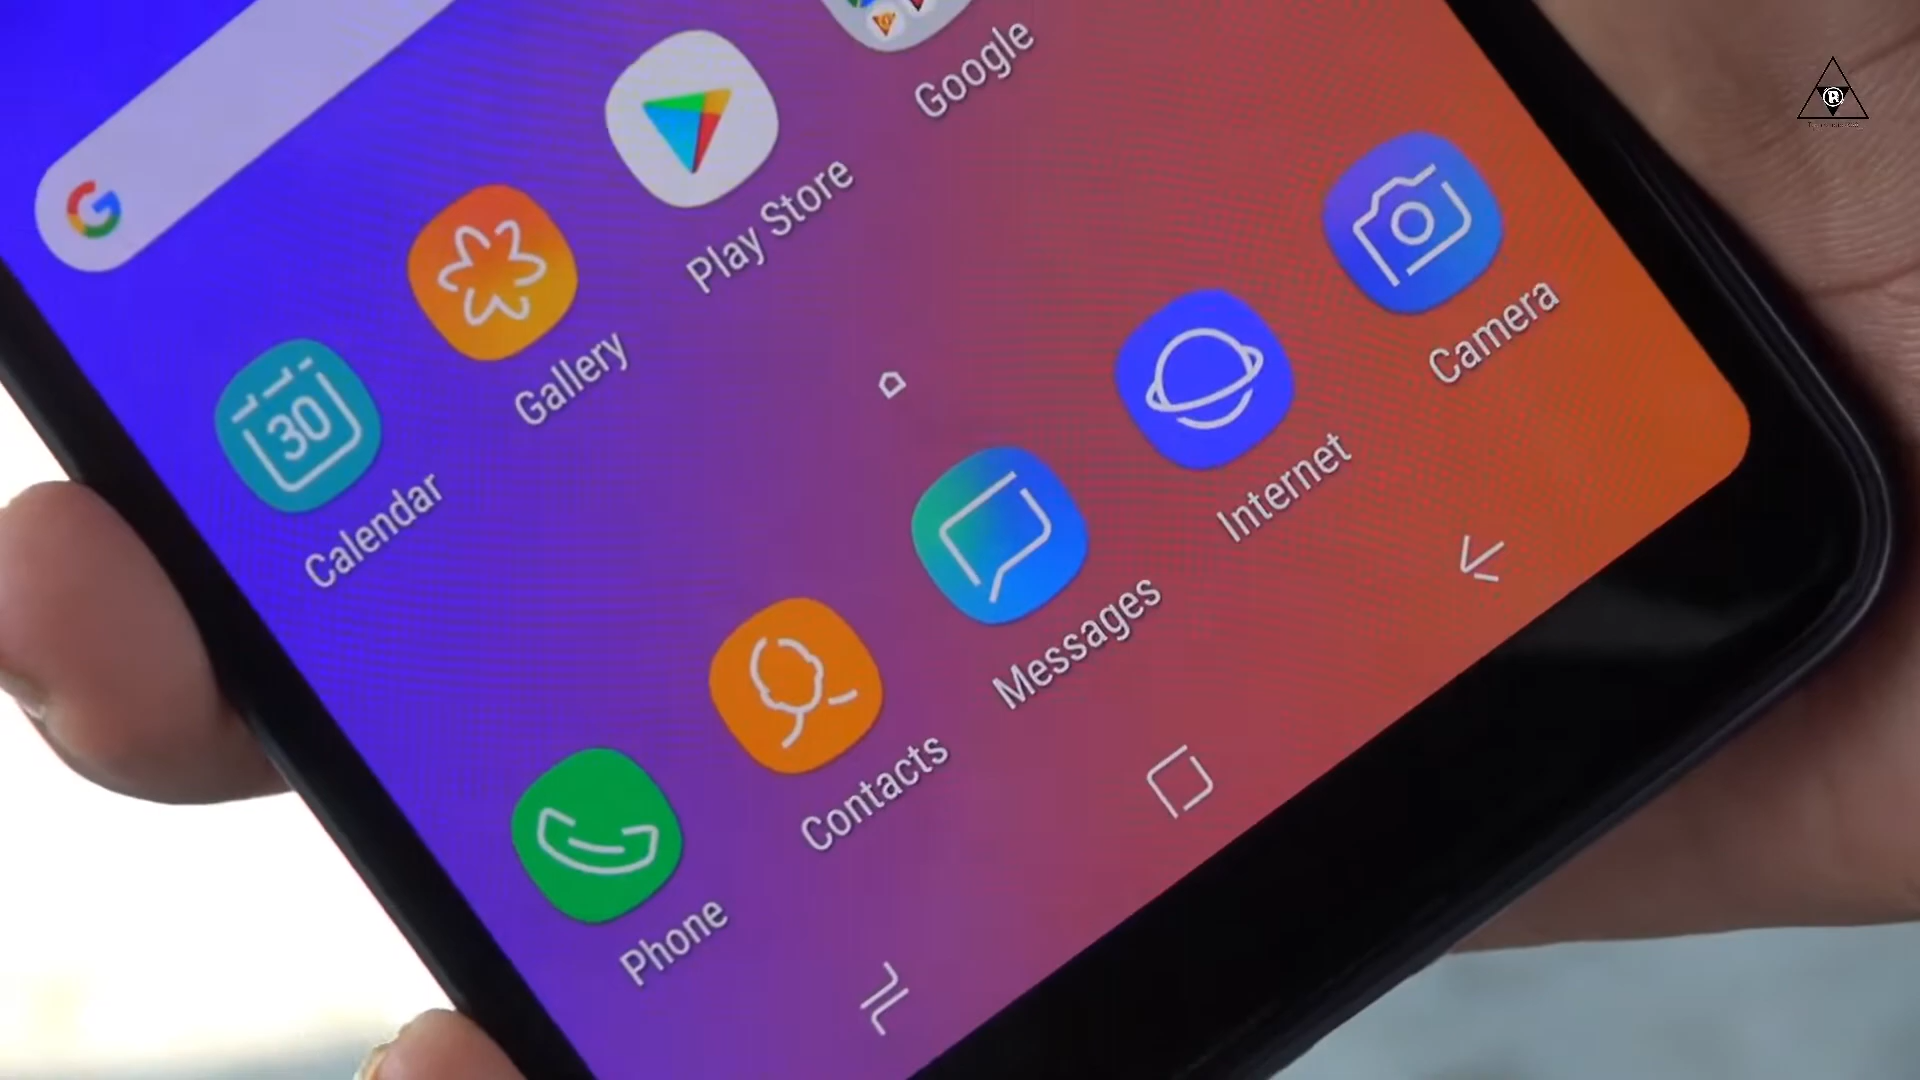 G
Google
Play Store
Gallery
30
Calendar
Camera
Internet
Messages
Contacts
Phone
R